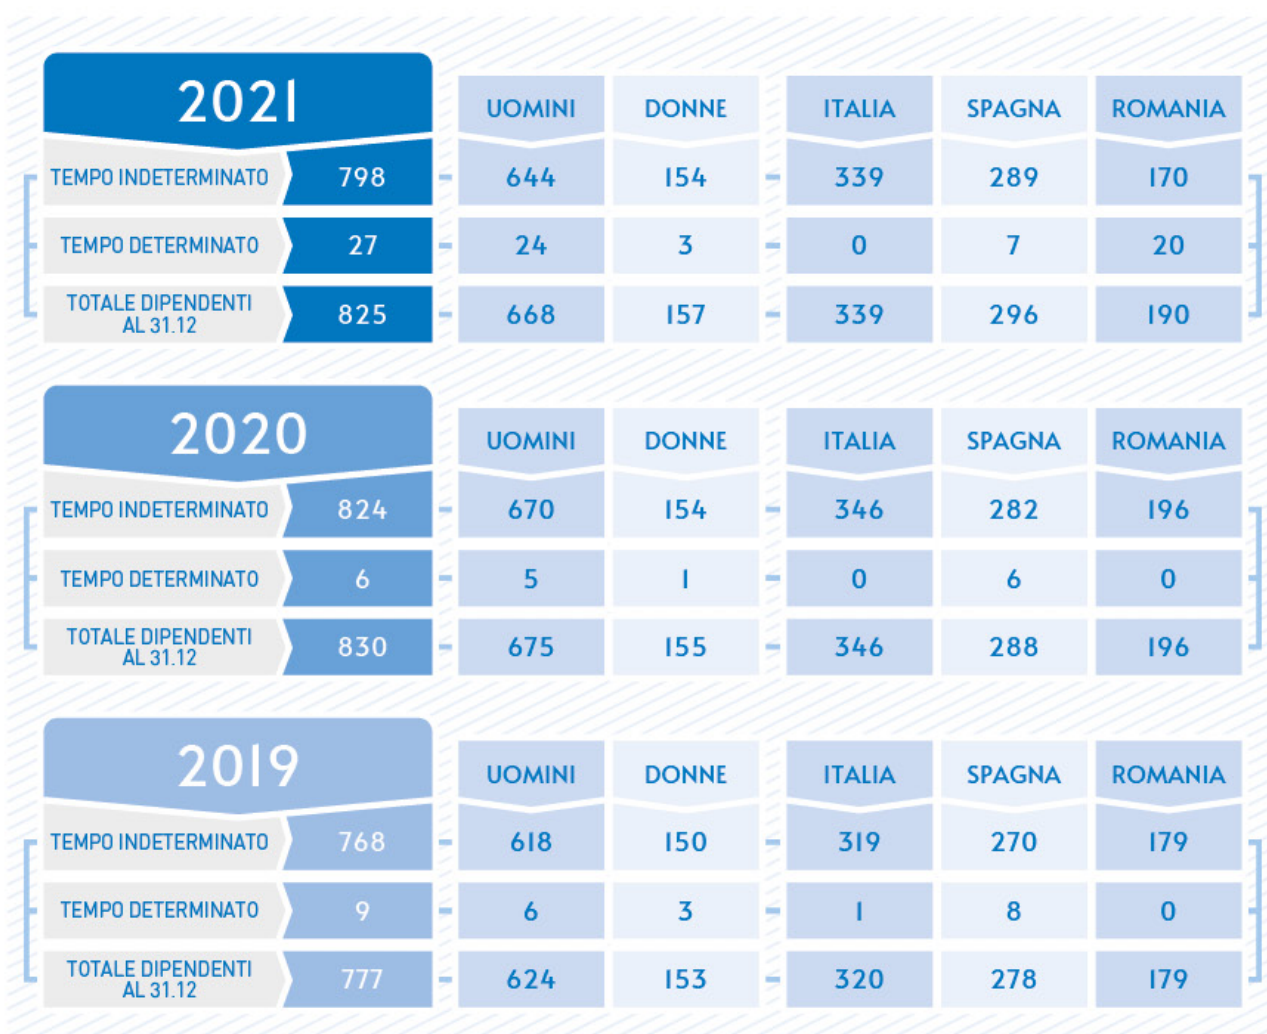 2021
UOMINI DONNE ITALIA SPAGNA ROMANIA
TEMPO INDETERMINATO 798 644 154 339 289 170
TEMPO DETERMINATO 27 24 3 0 7 20
TOTALE DIPENDENTI
AL 31.12 825 668 157 339 296 190
2020
UOMINI DONNE ITALIA SPAGNA ROMANIA
TEMPO INDETERMINATO 824 670 154 346 282 196
TEMPO DETERMINATO 6 5 1 0 6 0
TOTALE DIPENDENTI
AL 31.12 830 675 155 346 288 196
2019
UOMINI DONNE ITALIA SPAGNA ROMANIA
TEMPO INDETERMINATO 768 618 150 319 270 179
TEMPO DETERMINATO 9 6 3 1 8 0
TOTALE DIPENDENTI
AL 31.12 777 624 153 320 278 179